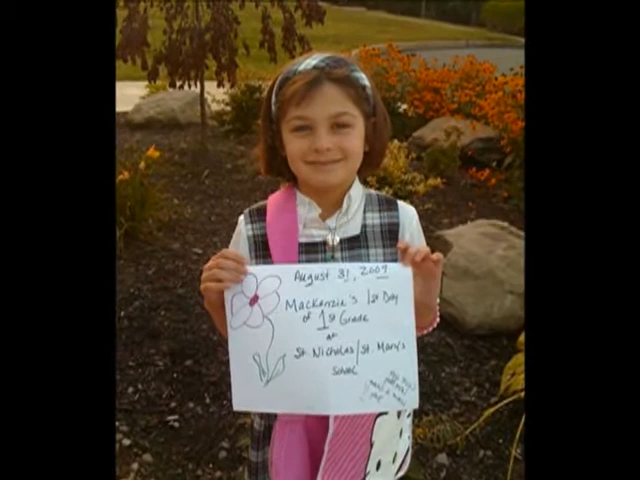 August 31, 2009
Mackenzie's 1st Day
of 1st Grade
at
St. Nicholas/St. Mary's
School